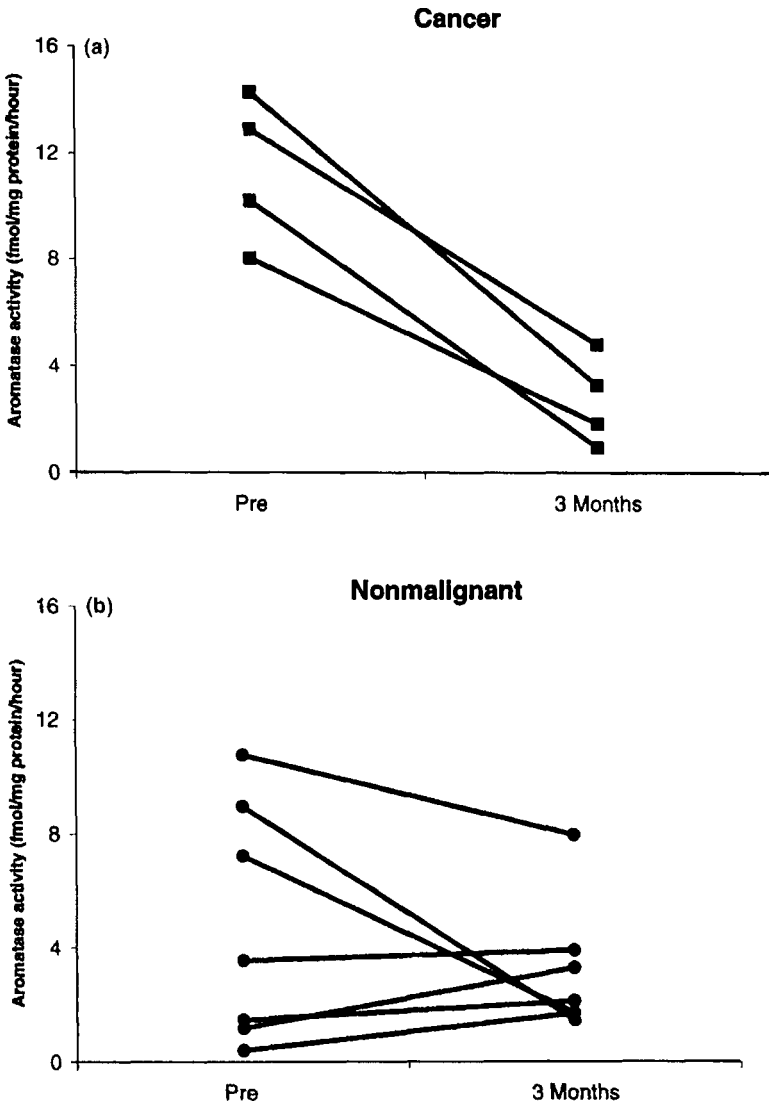 Cancer
(a)
Aromatase activity (fmol/mg protein/hour)
16
12
8
4
0
Pre
3 Months
Nonmalignant
(b)
Aromatase activity (fmol/mg protein/hour)
16
12
8
4
0
Pre
3 Months